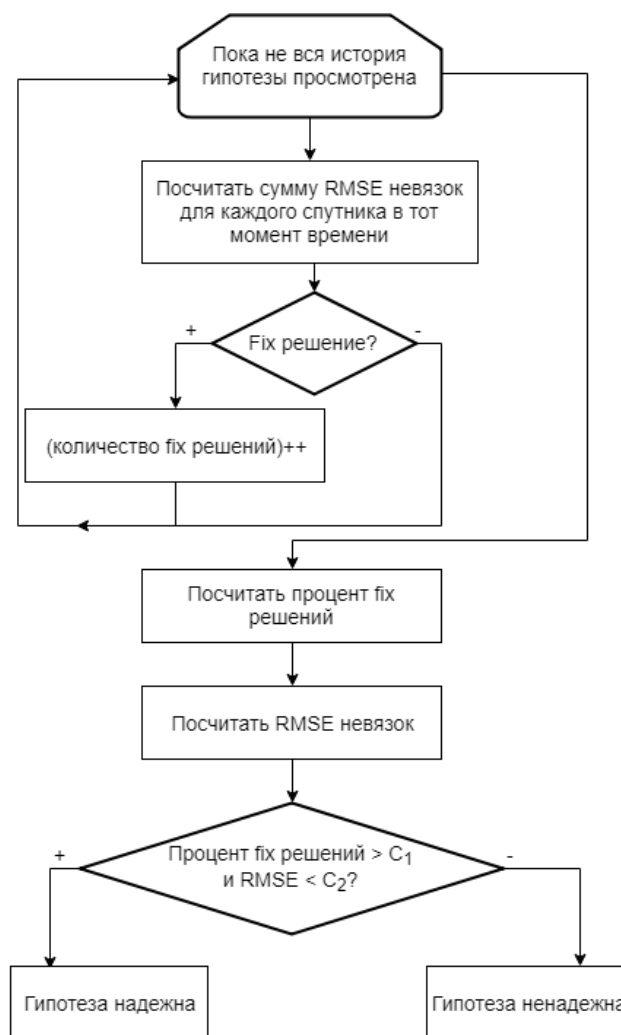 Пока не вся история
гипотезы просмотрена
Посчитать сумму RMSE невязок
для каждого спутника в тот
момент времени
+
Fix решение?
-
(количество fix решений)++
Посчитать процент fix
решений
Посчитать RMSE невязок
+
Процент fix решений > C₁
и RMSE < C₂?
-
Гипотеза надежна
Гипотеза ненадежна